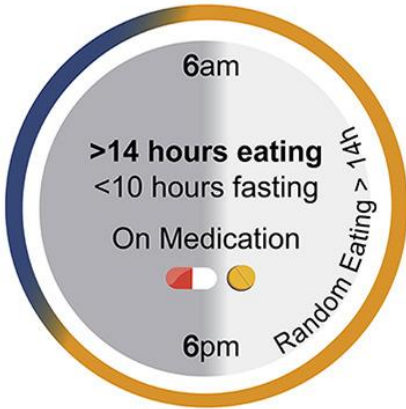 6am
>14 hours eating
<10 hours fasting
On Medication
Random Eating > 14h
6pm